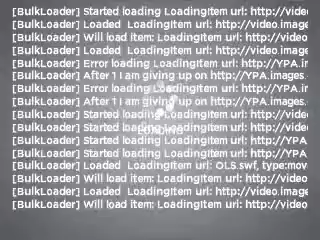 [BulkLoader] Started loading LoadingItem url: http://vide
[BulkLoader] Loaded LoadingItem url: http://video.image
[BulkLoader] Will load item: LoadingItem url: http://video
[BulkLoader] Loaded LoadingItem url: http://video.image
[BulkLoader] Error loading LoadingItem url: http://YPA.i
[BulkLoader] After 1 I am giving up on http://YPA.images.
[BulkLoader] Error loading LoadingItem url: http://YPA.i
[BulkLoader] After 1 I am giving up on http://YPA.images.
[BulkLoader] Started loading LoadingItem url: http://vide
[BulkLoader] Started loading LoadingItem url: http://vide
LOADING
[BulkLoader] Started loading LoadingItem url: http://YPA
[BulkLoader] Started loading LoadingItem url: http://YPA
[BulkLoader] Loaded LoadingItem url: OLS.swf, type:mov
[BulkLoader] Will load item: LoadingItem url: http://video
[BulkLoader] Loaded LoadingItem url: http://video.image
[BulkLoader] Will load item: LoadingItem url: http://video